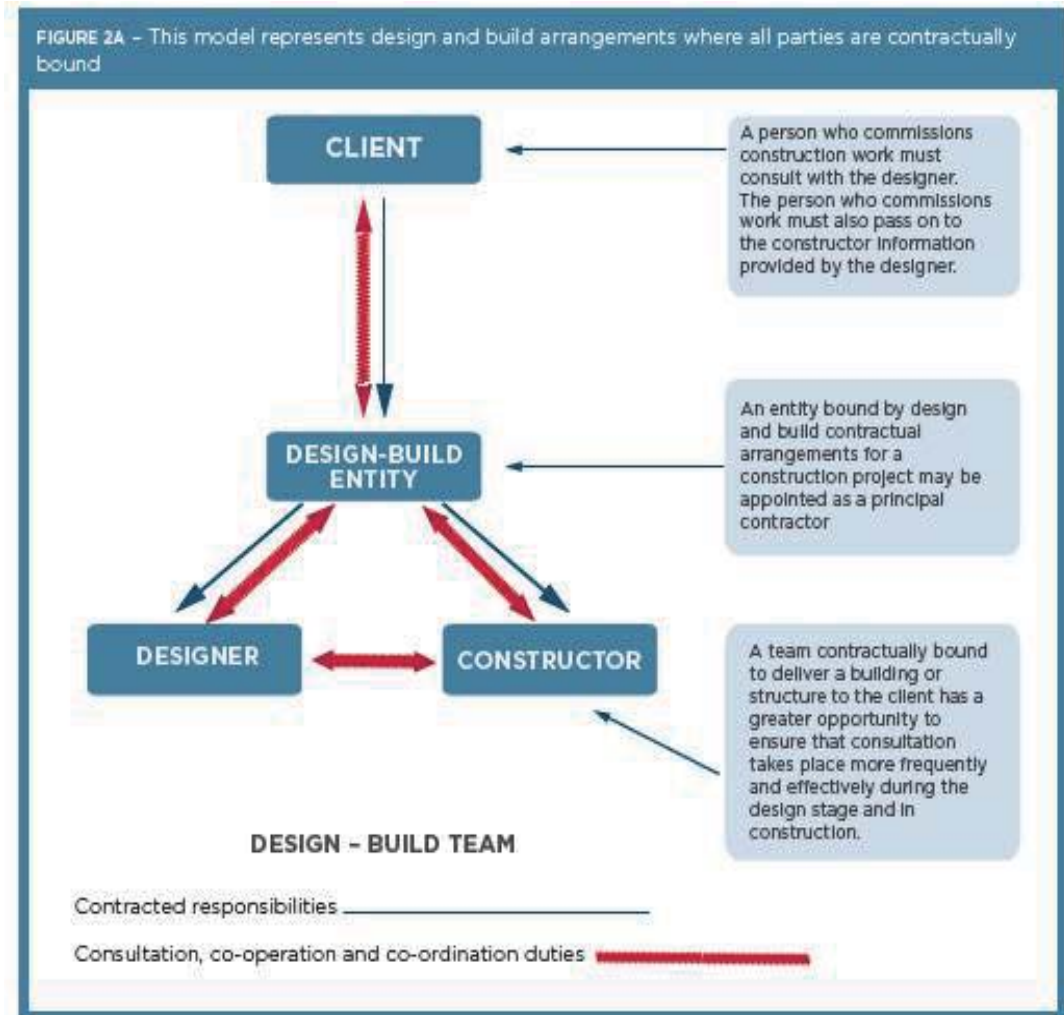 FIGURE 2A – This model represents design and build arrangements where all parties are contractually
bound
CLIENT
A person who commissions
construction work must
consult with the designer.
The person who commissions
work must also pass on to
the constructor information
provided by the designer.
DESIGN-BUILD
ENTITY
An entity bound by design
and build contractual
arrangements for a
construction project may be
appointed as a principal
contractor
DESIGNER
CONSTRUCTOR
A team contractually bound
to deliver a building or
structure to the client has a
greater opportunity to
ensure that consultation
takes place more frequently
and effectively during the
design stage and in
construction.
DESIGN – BUILD TEAM
Contracted responsibilities
Consultation, co-operation and co-ordination duties